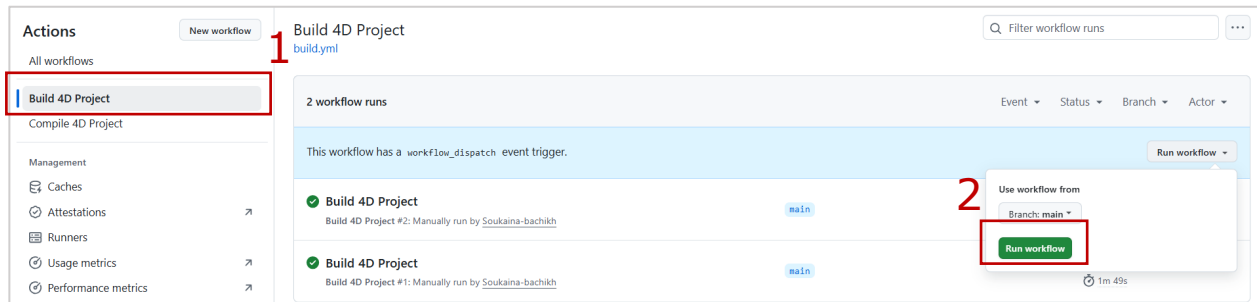 Actions
New workflow
All workflows
Build 4D Project
Compile 4D Project
Management
Caches
Attestations
Runners
Usage metrics
Performance metrics
1
Build 4D Project
build.yml
Filter workflow runs
2 workflow runs
Event Status Branch Actor
This workflow has a workflow_dispatch event trigger.
Run workflow
Build 4D Project
Build 4D Project #2: Manually run by Soukaina-bachikh
main
Build 4D Project
Build 4D Project #1: Manually run by Soukaina-bachikh
main
1m 49s
2
Use workflow from
Branch: main
Run workflow